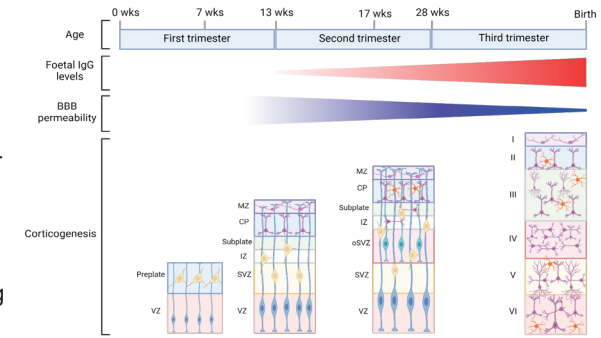 0 wks 7 wks 13 wks 17 wks 28 wks Birth
Age
First trimester Second trimester Third trimester
Foetal IgG
levels
BBB
permeability
Corticogenesis
Preplate
VZ
MZ
CP
Subplate
IZ
SVZ
VZ
MZ
CP
Subplate
IZ
oSVZ
SVZ
VZ
I
II
III
IV
V
VI
g